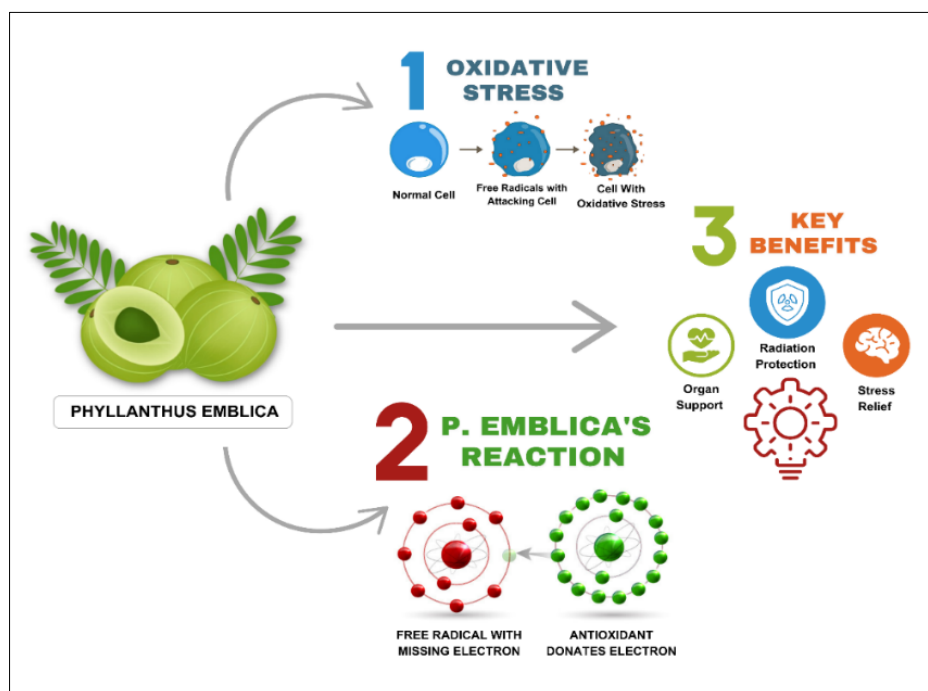 1 OXIDATIVE
STRESS
Normal Cell
Free Radicals with
Attacking Cell
Cell With
Oxidative Stress
3 KEY
BENEFITS
Radiation
Protection
Organ
Support
Stress
Relief
PHYLLANTHUS EMBLICA
2 P. EMBLICA'S
REACTION
FREE RADICAL WITH
MISSING ELECTRON
ANTIOXIDANT
DONATES ELECTRON